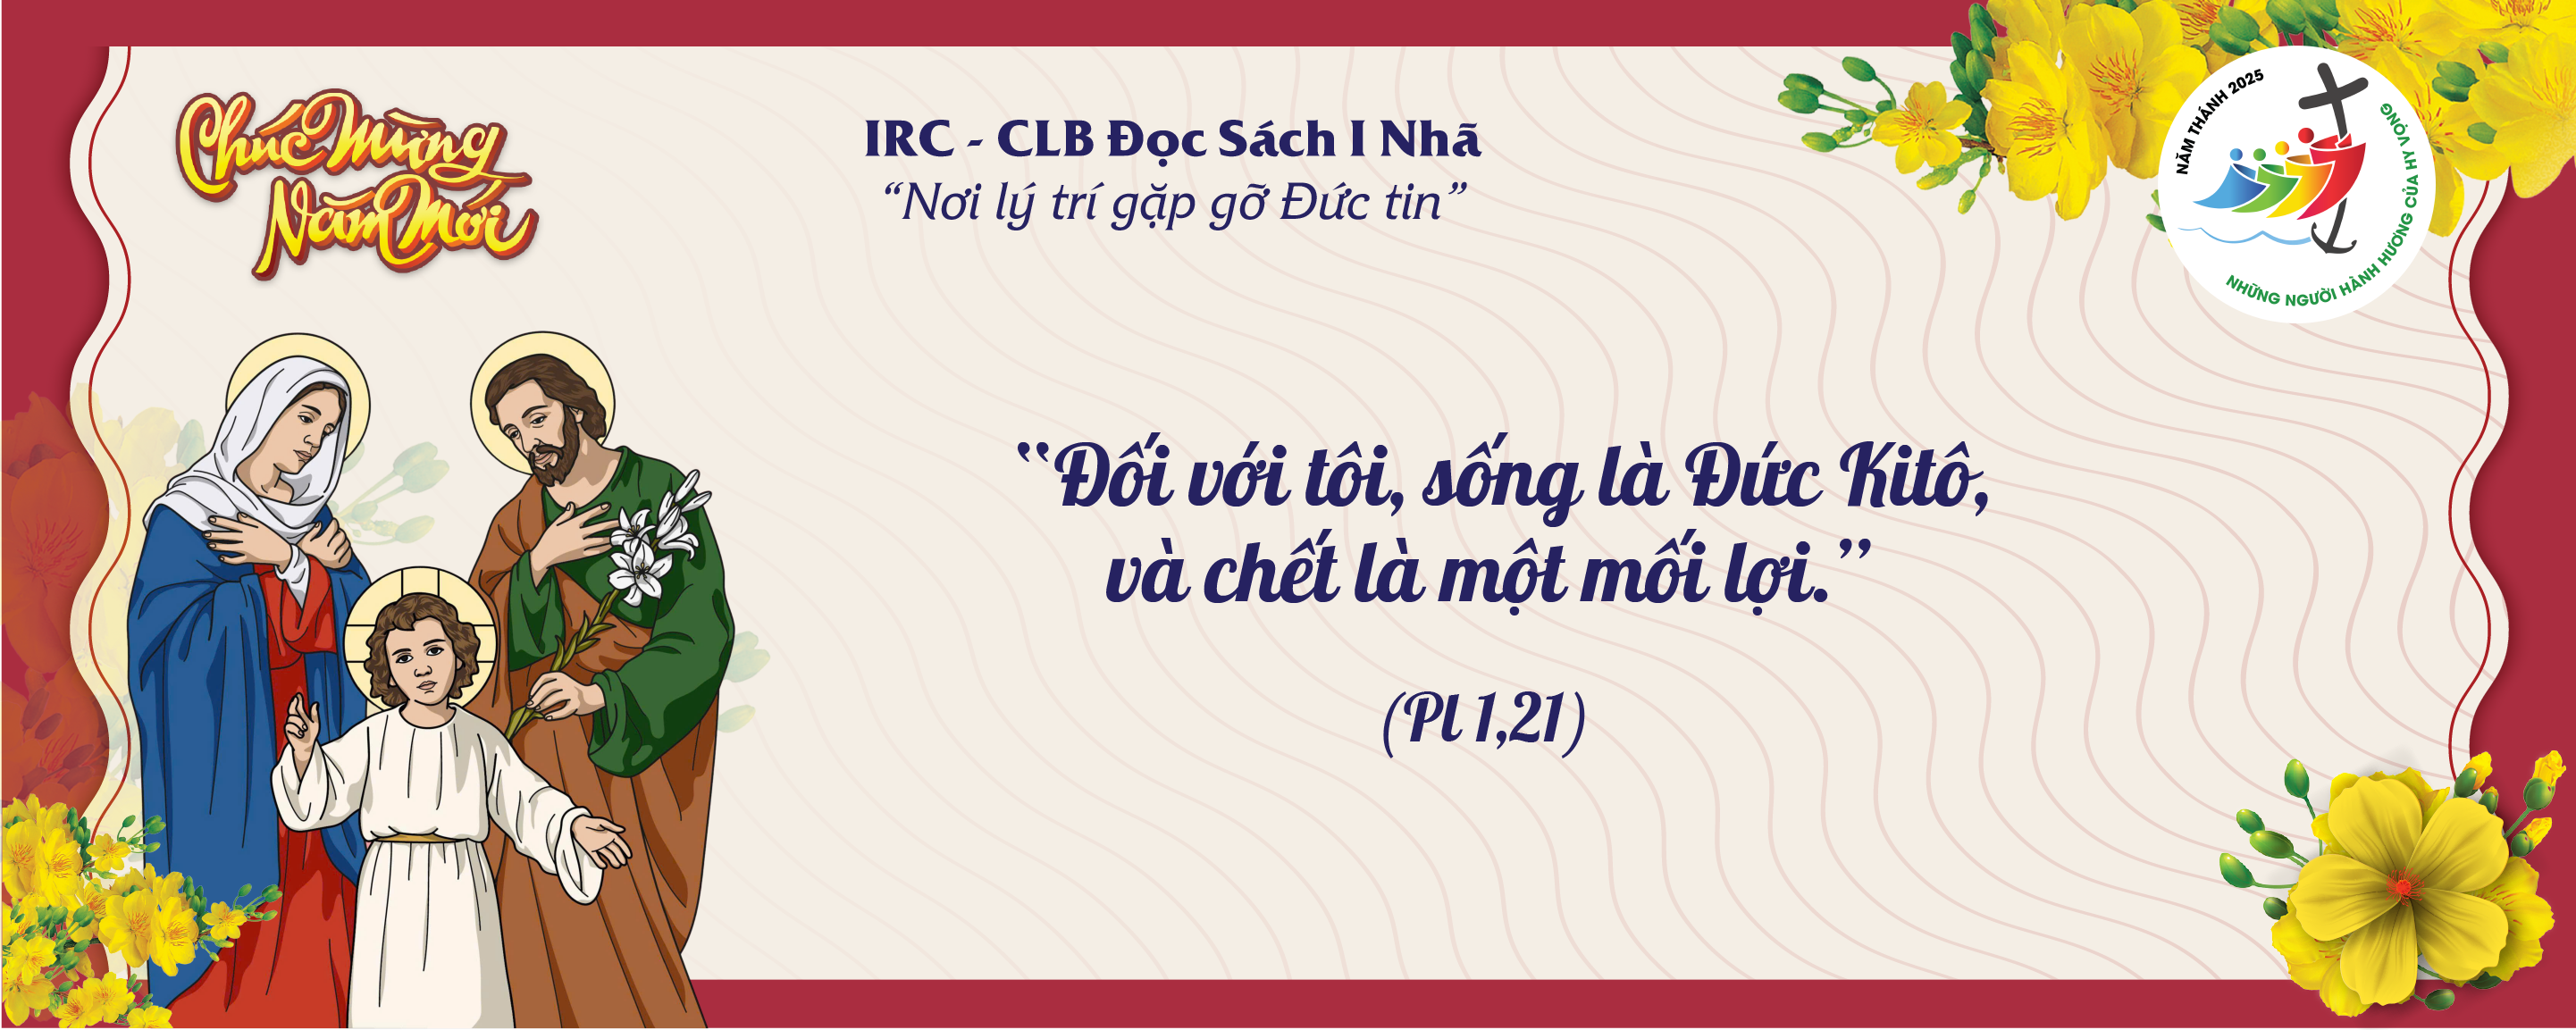 Chúc Mừng
Năm Mới
IRC - CLB Đọc Sách I Nhã
“Nơi lý trí gặp gỡ Đức tin”
NĂM THÁNH 2025
NHỮNG NGƯỜI HÀNH HƯƠNG CỦA HY VỌNG
“Đối với tôi, sống là Đức Kitô,
và chết là một mối lợi.”
(Pl 1,21)